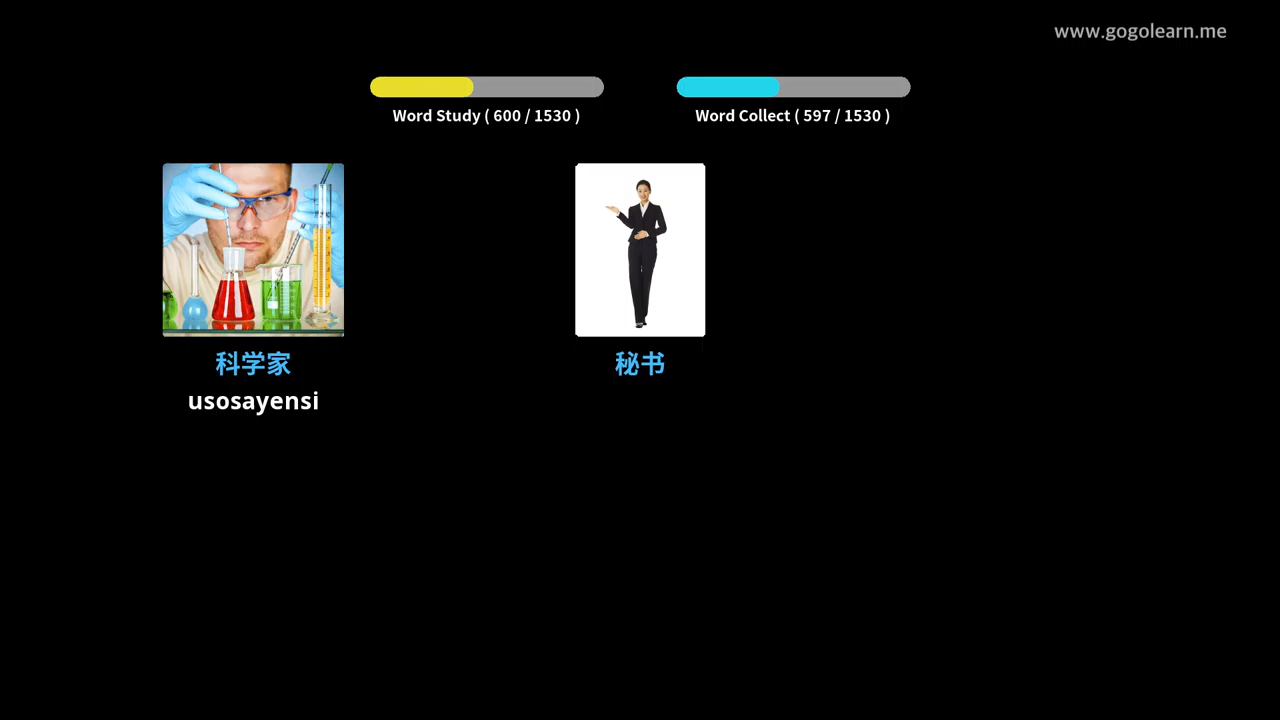 www.gogolearn.me
Word Study ( 600 / 1530 )
Word Collect ( 597 / 1530 )
科学家
usosayensi
秘书